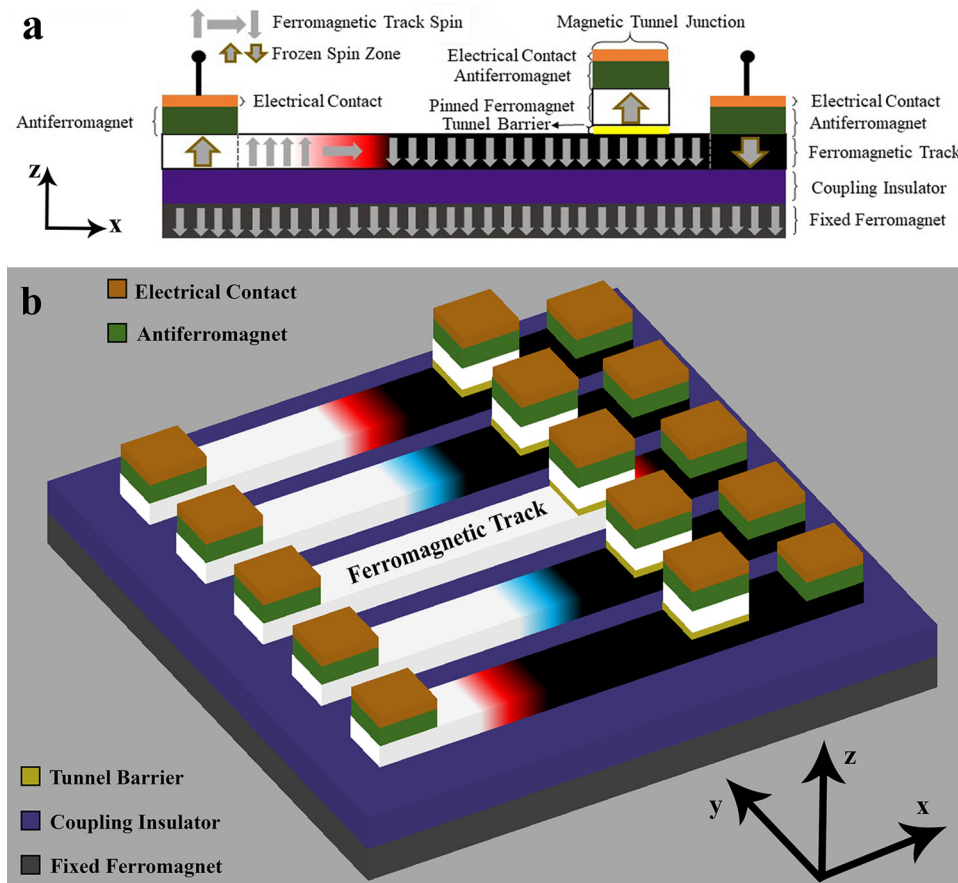 a
Ferromagnetic Track Spin
Frozen Spin Zone
Magnetic Tunnel Junction
Electrical Contact
Antiferromagnet
Pinned Ferromagnet
Tunnel Barrier
Electrical Contact
Antiferromagnet
Electrical Contact
Antiferromagnet
Ferromagnetic Track
Coupling Insulator
Fixed Ferromagnet
z
x
b
Electrical Contact
Antiferromagnet
Ferromagnetic Track
Tunnel Barrier
Coupling Insulator
Fixed Ferromagnet
z
y
x